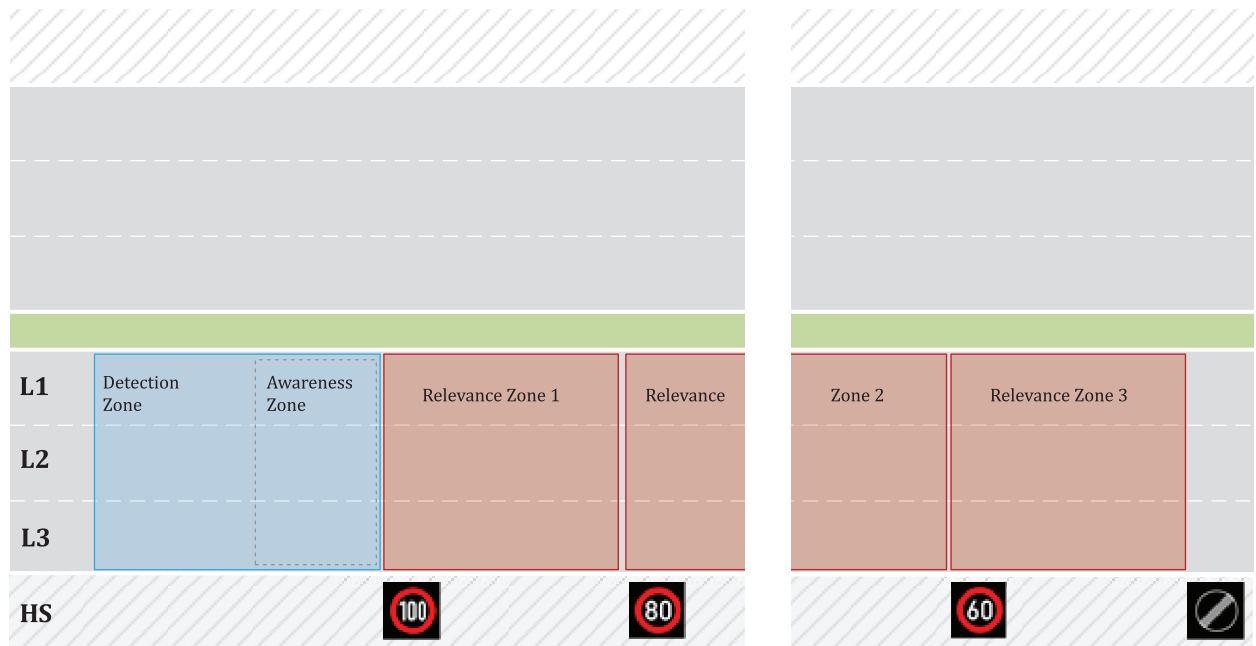 L1
Detection
Zone
Awareness
Zone
Relevance Zone 1
Relevance
Zone 2
Relevance Zone 3
L2
L3
HS
100
80
60